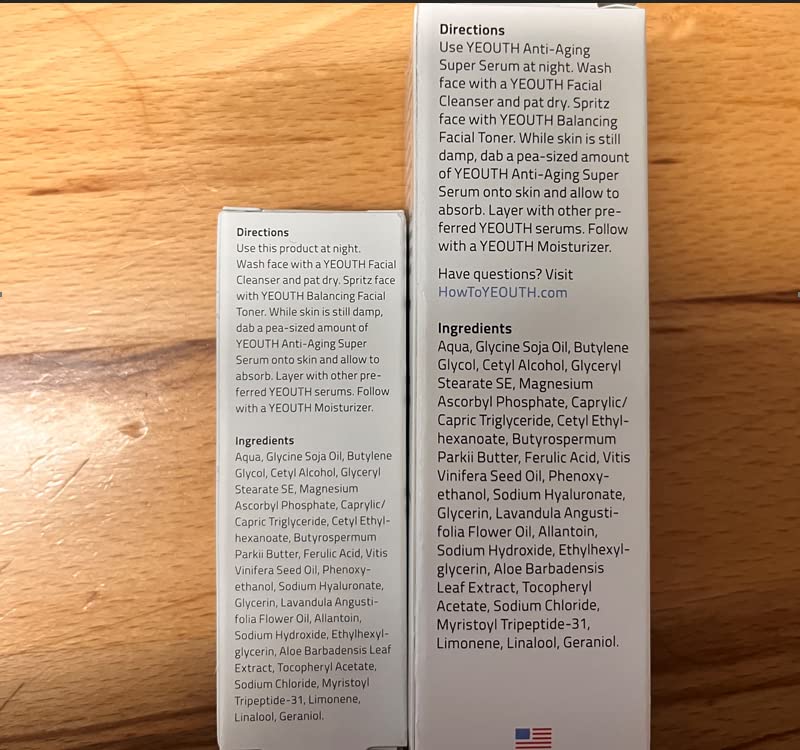 Directions
Use this product at night.
Wash face with a YEOUTH Facial
Cleanser and pat dry. Spritz face
with YEOUTH Balancing Facial
Toner. While skin is still damp,
dab a pea-sized amount of
YEOUTH Anti-Aging Super
Serum onto skin and allow to
absorb. Layer with other pre-
ferred YEOUTH serums. Follow
with a YEOUTH Moisturizer.
Ingredients
Aqua, Glycine Soja Oil, Butylene
Glycol, Cetyl Alcohol, Glyceryl
Stearate SE, Magnesium
Ascorbyl Phosphate, Caprylic/
Capric Triglyceride, Cetyl Ethyl-
hexanoate, Butyrospermum
Parkii Butter, Ferulic Acid, Vitis
Vinifera Seed Oil, Phenoxy-
ethanol, Sodium Hyaluronate,
Glycerin, Lavandula Angusti-
folia Flower Oil, Allantoin,
Sodium Hydroxide, Ethylhexyl-
glycerin, Aloe Barbadensis Leaf
Extract, Tocopheryl Acetate,
Sodium Chloride, Myristoyl
Tripeptide-31, Limonene,
Linalool, Geraniol.
Directions
Use YEOUTH Anti-Aging
Super Serum at night. Wash
face with a YEOUTH Facial
Cleanser and pat dry. Spritz
face with YEOUTH Balancing
Facial Toner. While skin is still
damp, dab a pea-sized amount
of YEOUTH Anti-Aging Super
Serum onto skin and allow to
absorb. Layer with other pre-
ferred YEOUTH serums. Follow
with a YEOUTH Moisturizer.
Have questions? Visit
HowToYEOUTH.com
Ingredients
Aqua, Glycine Soja Oil, Butylene
Glycol, Cetyl Alcohol, Glyceryl
Stearate SE, Magnesium
Ascorbyl Phosphate, Caprylic/
Capric Triglyceride, Cetyl Ethyl-
hexanoate, Butyrospermum
Parkii Butter, Ferulic Acid, Vitis
Vinifera Seed Oil, Phenoxy-
ethanol, Sodium Hyaluronate,
Glycerin, Lavandula Angusti-
folia Flower Oil, Allantoin,
Sodium Hydroxide, Ethylhexyl-
glycerin, Aloe Barbadensis
Leaf Extract, Tocopheryl
Acetate, Sodium Chloride,
Myristoyl Tripeptide-31,
Limonene, Linalool, Geraniol.